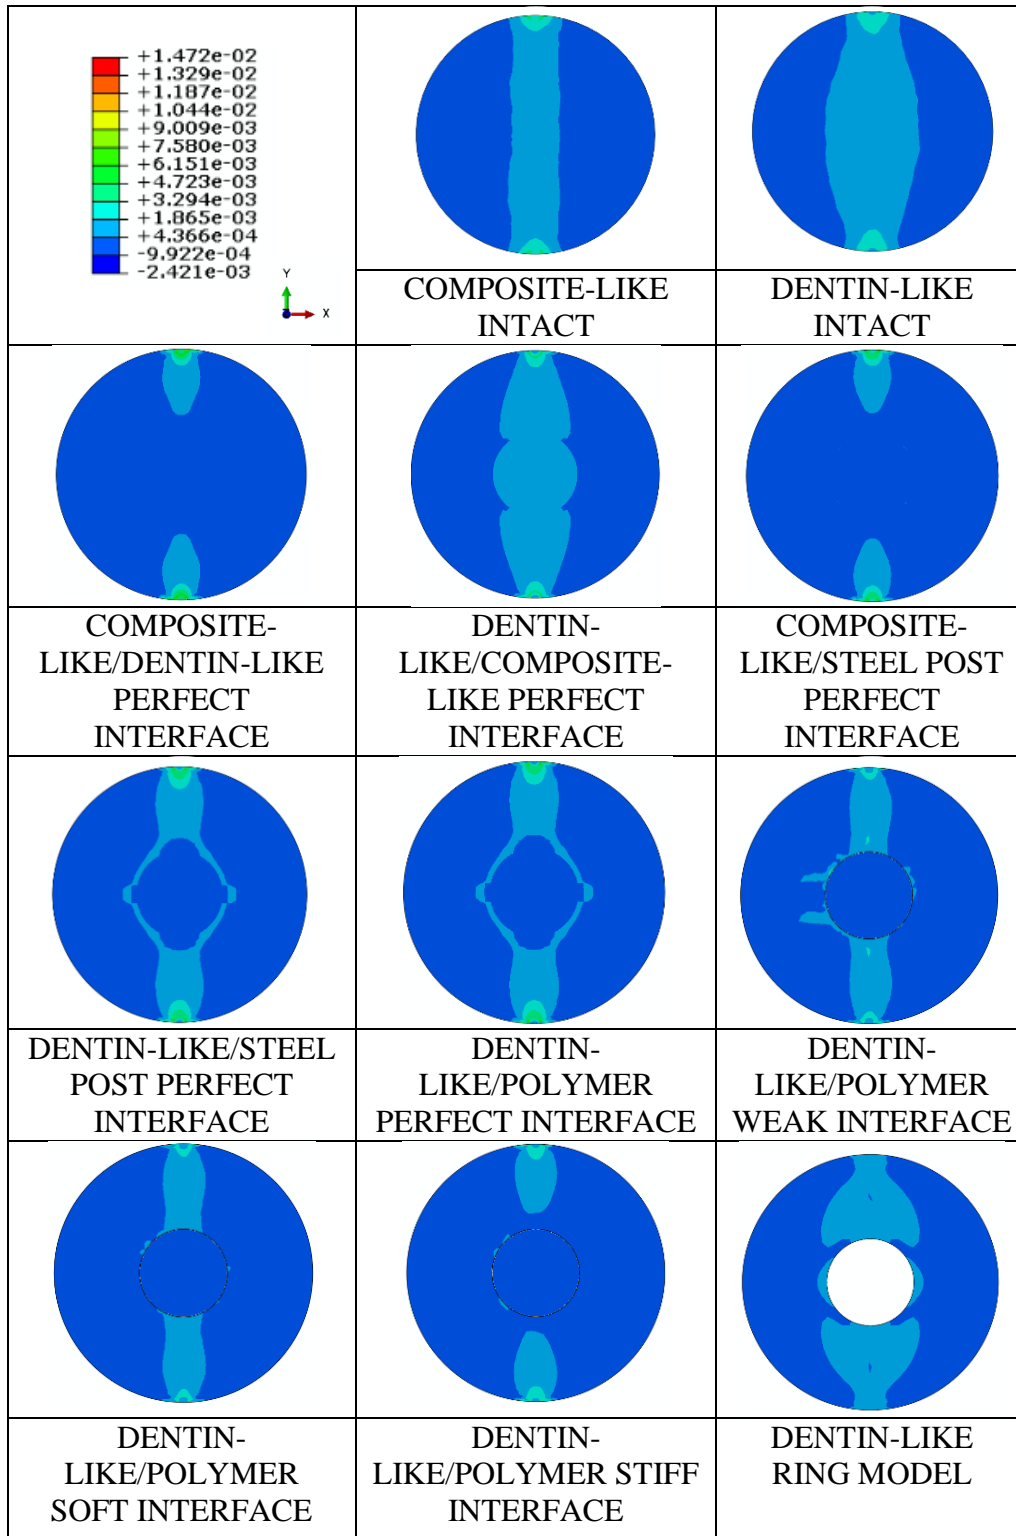 +1.472e-02
+1.329e-02
+1.187e-02
+1.044e-02
+9.009e-03
+7.580e-03
+6.151e-03
+4.723e-03
+3.294e-03
+1.865e-03
+4.366e-04
-9.922e-04
-2.421e-03
Y
X
COMPOSITE-LIKE
INTACT
DENTIN-LIKE
INTACT
COMPOSITE-
LIKE/DENTIN-LIKE
PERFECT
INTERFACE
DENTIN-
LIKE/COMPOSITE-
LIKE PERFECT
INTERFACE
COMPOSITE-
LIKE/STEEL POST
PERFECT
INTERFACE
DENTIN-LIKE/STEEL
POST PERFECT
INTERFACE
DENTIN-
LIKE/POLYMER
PERFECT INTERFACE
DENTIN-
LIKE/POLYMER
WEAK INTERFACE
DENTIN-
LIKE/POLYMER
SOFT INTERFACE
DENTIN-
LIKE/POLYMER STIFF
INTERFACE
DENTIN-LIKE
RING MODEL